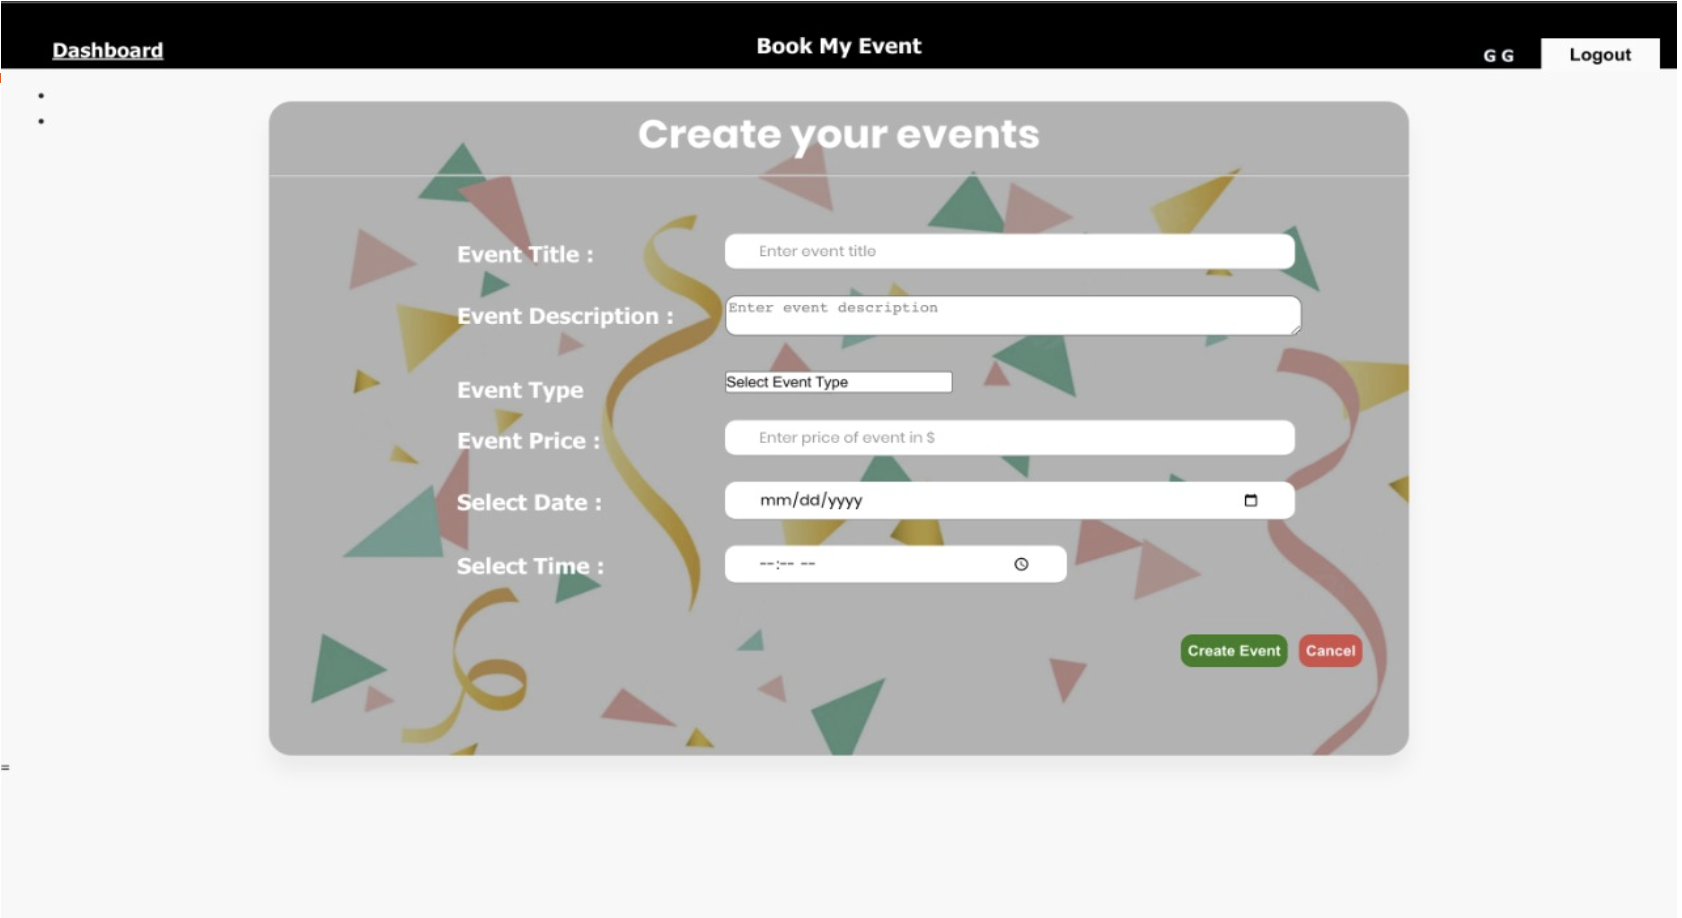 Dashboard
Book My Event
G G
Logout
Create your events
Event Title :
Enter event title
Event Description :
Enter event description
Event Type
Select Event Type
Event Price :
Enter price of event in $
Select Date :
mm/dd/yyyy
Select Time :
--:-- --
Create Event
Cancel
=